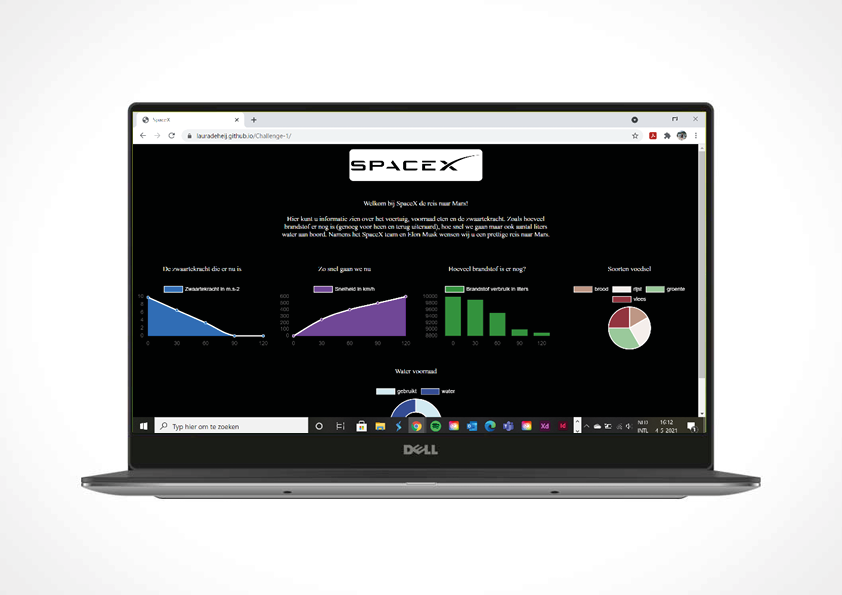 SpaceX
lauradeheij.github.io/Challenge-1/
SPACEX
Welkom bij SpaceX de reis naar Mars!
Hier kunt u informatie zien over het voertuig, voorraad eten en de zwaartekracht. Zoals hoeveel
brandstof er nog is (genoeg voor heen en terug uiteraard), hoe snel we gaan maar ook aantal liters
water aan boord. Namens het SpaceX team en Elon Musk wensen wij u een prettige reis naar Mars.
De zwaartekracht die er nu is
Zwaartekracht in m.s-2
10
8
6
4
2
0
0 30 60 90 120
Zo snel gaan we nu
Snelheid in km/h
600
500
400
300
200
100
0
0 30 60 90 120
Hoeveel brandstof is er nog?
Brandstof verbruik in liters
10000
9800
9600
9400
9200
9000
8800
0 30 60 90 120
Soorten voedsel
brood rijst groente
vlees
Water voorraad
gebruikt water
Typ hier om te zoeken
Xd
NLD
INTL
16:12
4-5-2021
DELL